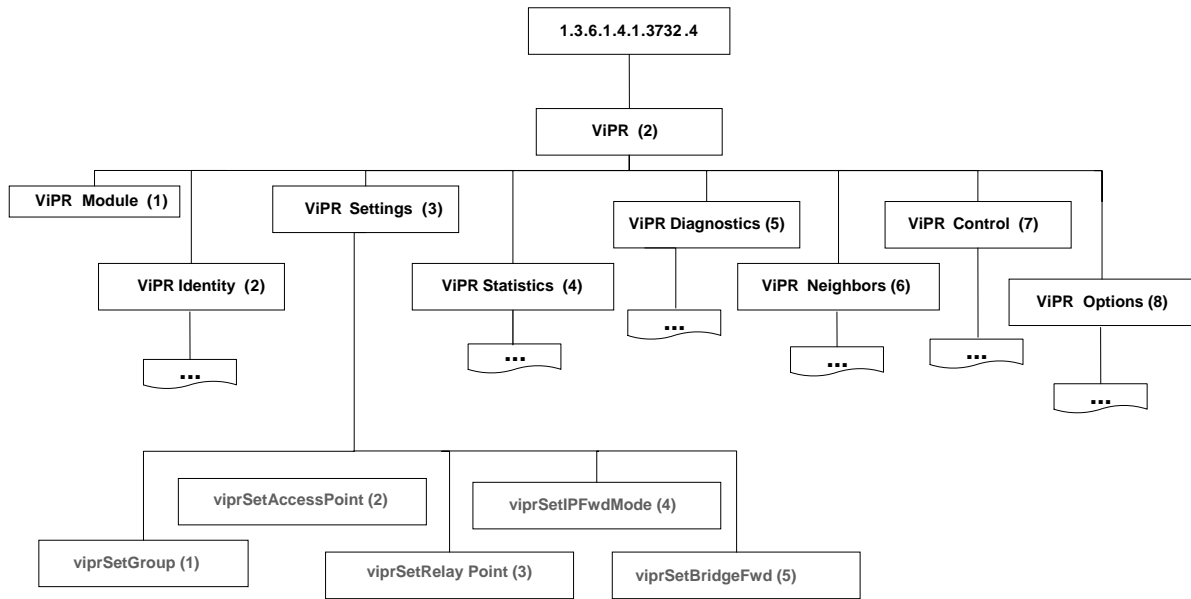 1.3.6.1.4.1.3732.4
ViPR (2)
ViPR Module (1)
ViPR Settings (3)
ViPR Diagnostics (5)
ViPR Control (7)
ViPR Identity (2)
ViPR Statistics (4)
ViPR Neighbors (6)
ViPR Options (8)
...
...
...
...
...
...
viprSetAccessPoint (2)
viprSetIPFwdMode (4)
viprSetGroup (1)
viprSetRelay Point (3)
viprSetBridgeFwd (5)